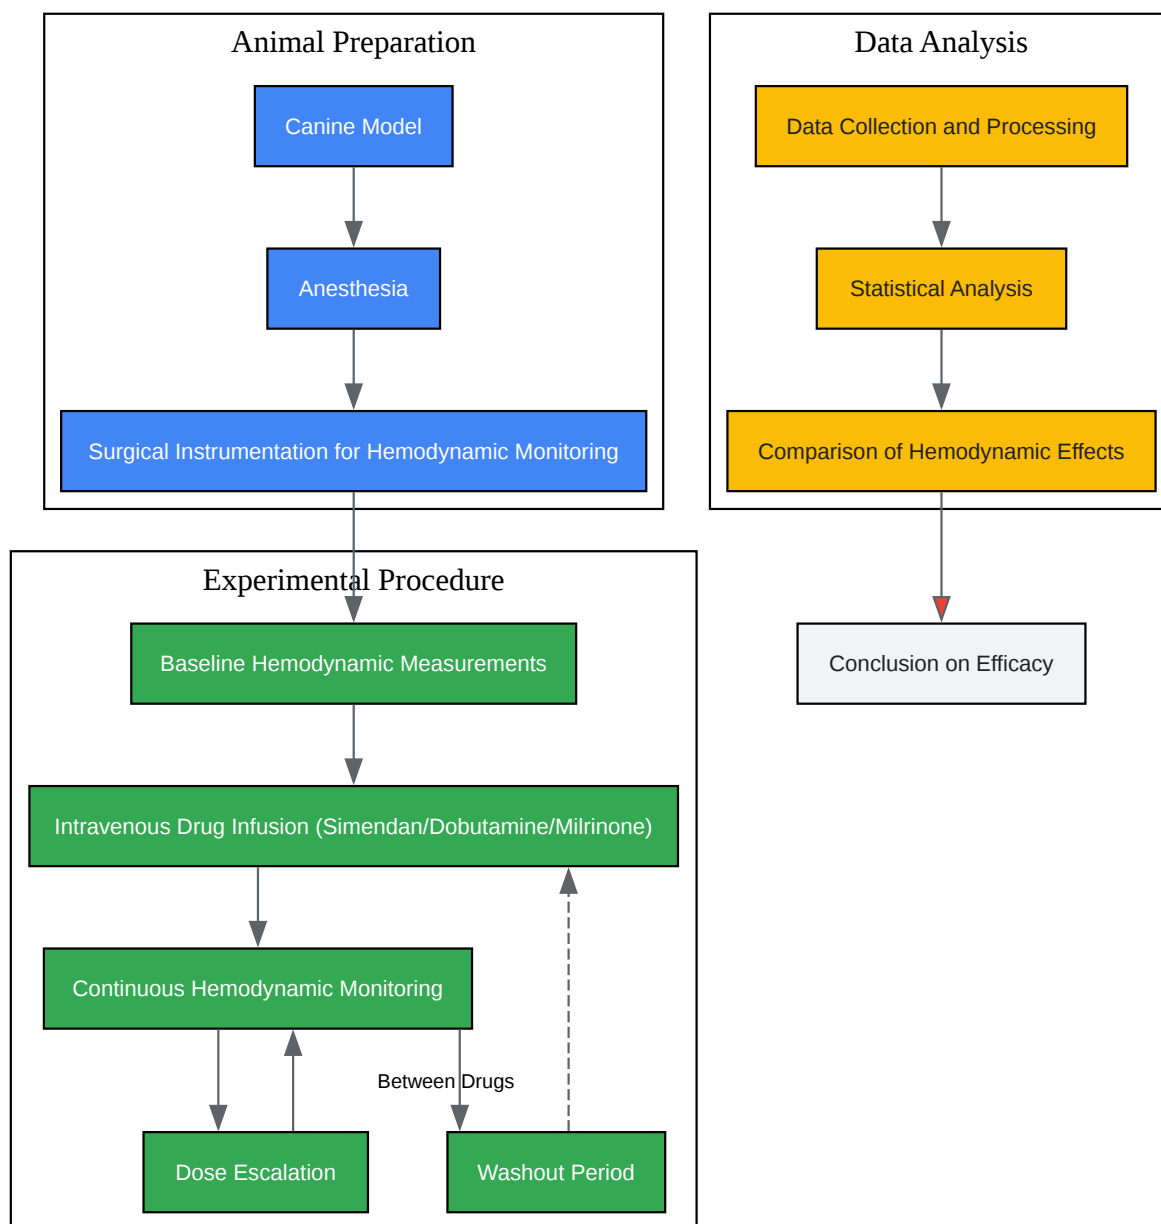 Animal Preparation
Canine Model
Anesthesia
Surgical Instrumentation for Hemodynamic Monitoring
Data Analysis
Data Collection and Processing
Statistical Analysis
Comparison of Hemodynamic Effects
Conclusion on Efficacy
Experimental Procedure
Baseline Hemodynamic Measurements
Intravenous Drug Infusion (Simendan/Dobutamine/Milrinone)
Continuous Hemodynamic Monitoring
Between Drugs
Dose Escalation
Washout Period